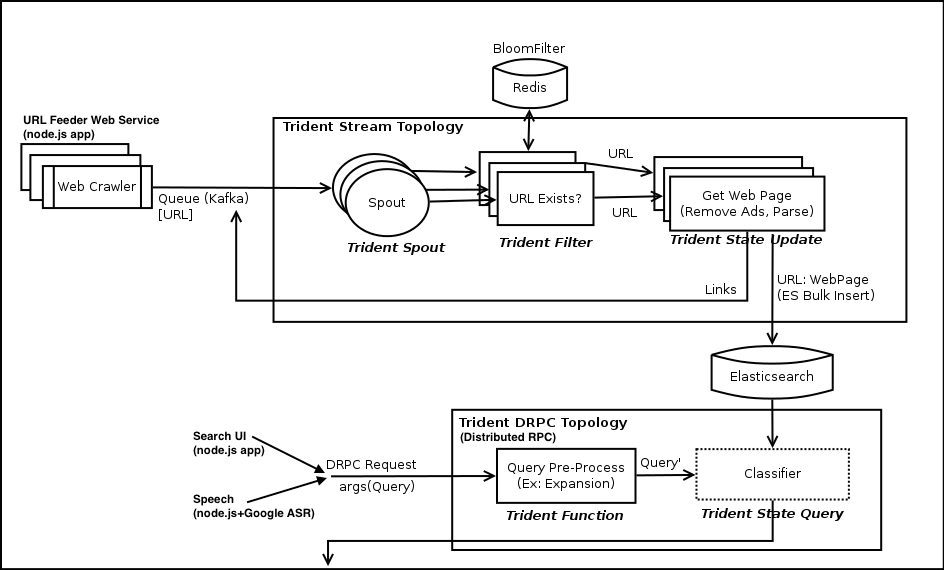 BloomFilter
Redis
URL Feeder Web Service
(node.js app)
Trident Stream Topology
Web Crawler
Queue (Kafka)
[URL]
Spout
Trident Spout
URL Exists?
Trident Filter
URL
URL
Get Web Page
(Remove Ads, Parse)
Trident State Update
Links
URL: WebPage
(ES Bulk Insert)
Elasticsearch
Trident DRPC Topology
(Distributed RPC)
Search UI
(node.js app)
Speech
(node.js+Google ASR)
DRPC Request
args(Query)
Query Pre-Process
(Ex: Expansion)
Trident Function
Query'
Classifier
Trident State Query